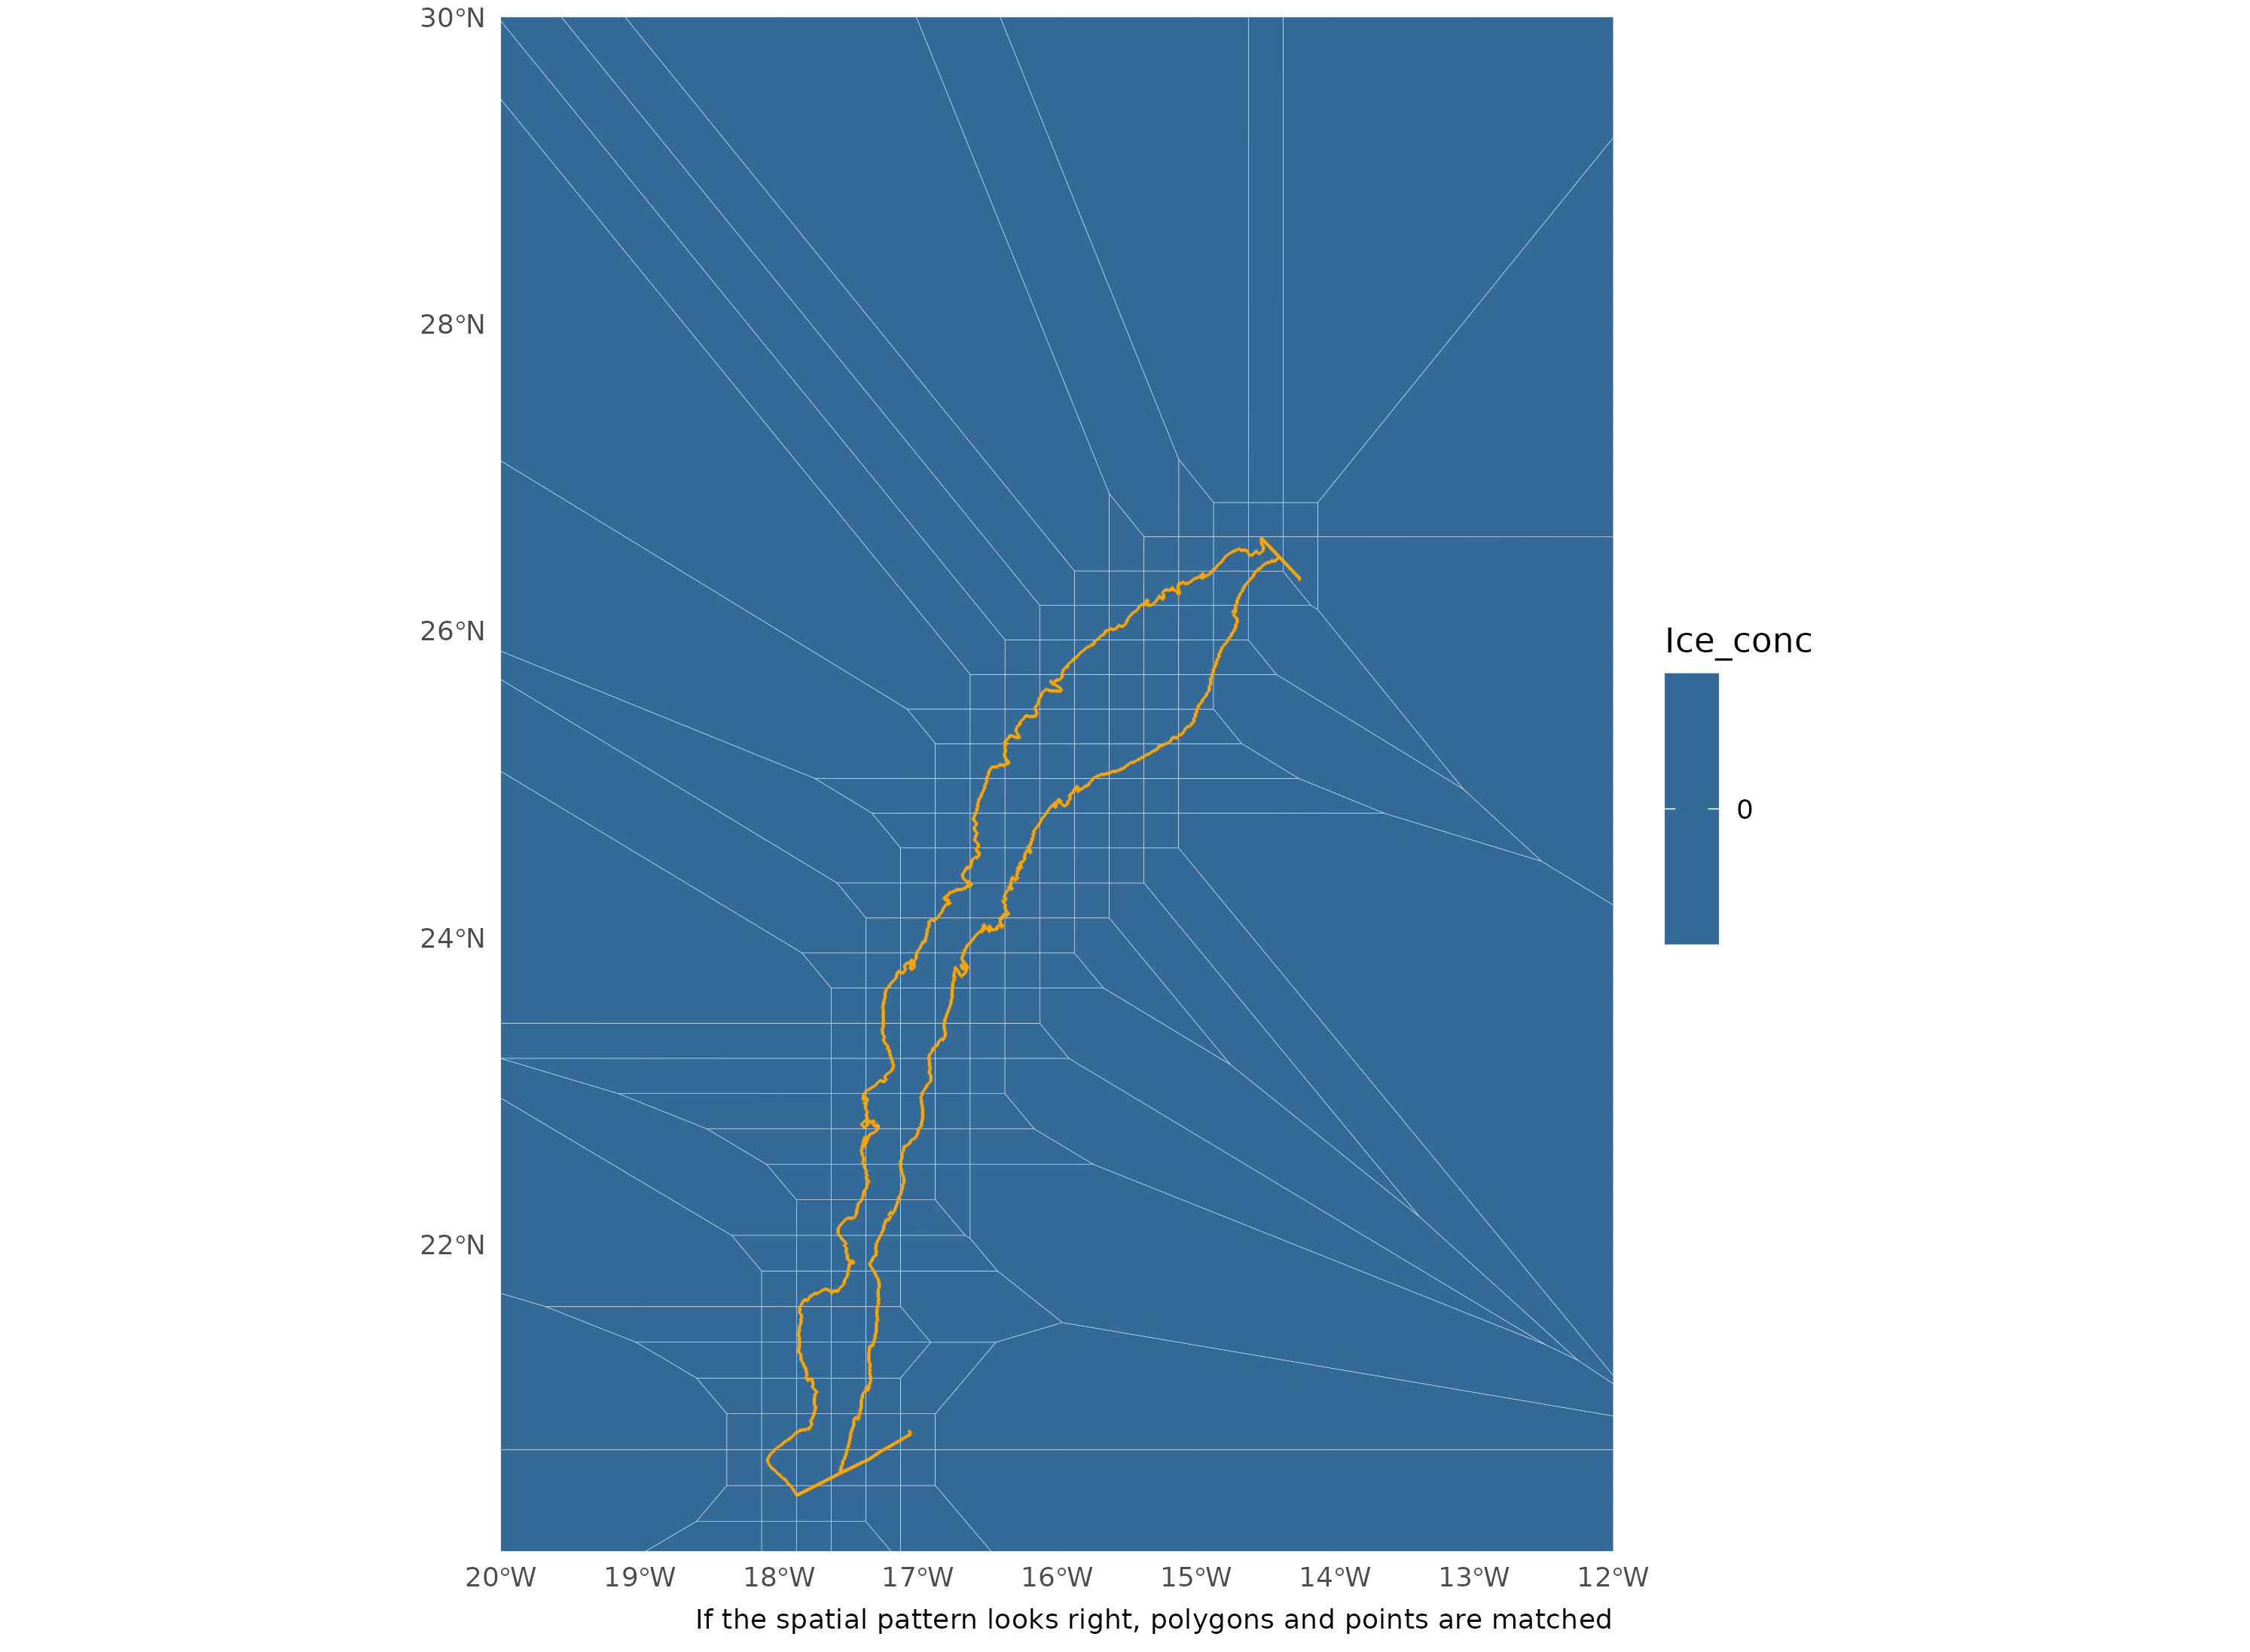 30°N
28°N
26°N
24°N
22°N
20°W 19°W 18°W 17°W 16°W 15°W 14°W 13°W 12°W
If the spatial pattern looks right, polygons and points are matched
Ice_conc
0